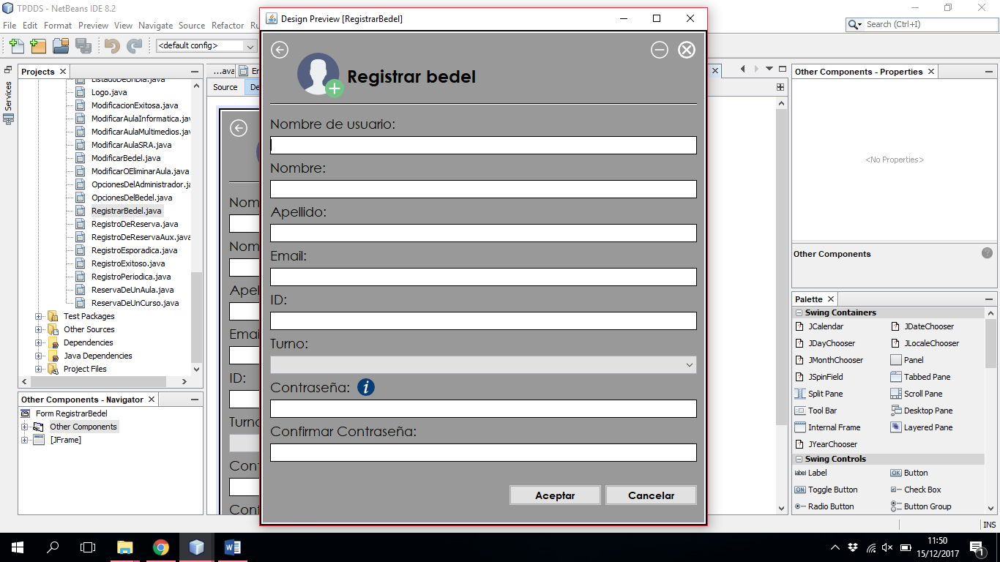 TPDDS - NetBeans IDE 8.2
File Edit Format Preview View Navigate Source Refactor
Search (Ctrl+I)
<default config>
Design Preview [RegistrarBedel]
Services
Projects
Logo.java
ModificacionExitosa.java
ModificarAulaInformatica.java
ModificarAulaMultimedios.jav
ModificarAulaSRA.java
ModificarBedel.java
ModificarOEliminarAula.java
OpcionesDelAdministrador.ja
OpcionesDelBedel.java
RegistrarBedel.java
RegistroDeReserva.java
RegistroDeReservaAux.java
RegistroEsporadica.java
RegistroExitoso.java
RegistroPeriodica.java
ReservaDeUnAula.java
ReservaDeUnCurso.java
Test Packages
Other Sources
Dependencies
Java Dependencies
Project Files
Other Components - Navigator
Form RegistrarBedel
Other Components
[JFrame]
...ava
Source
Nom
Nom
Apel
Emai
ID:
Turno
Cont
Conf
Registrar bedel
Nombre de usuario:
Nombre:
Apellido:
Email:
ID:
Turno:
Contraseña: i
Confirmar Contraseña:
Aceptar Cancelar
Other Components - Properties
<No Properties>
Other Components
Palette
Swing Containers
JCalendar JDateChooser
JDayChooser JLocaleChooser
JMonthChooser Panel
JSpinField Tabbed Pane
Split Pane Scroll Pane
Tool Bar Desktop Pane
Internal Frame Layered Pane
JYearChooser
Swing Controls
label Label OK Button
ON Toggle Button Check Box
Radio Button Button Group
INS
11:50
15/12/2017
1